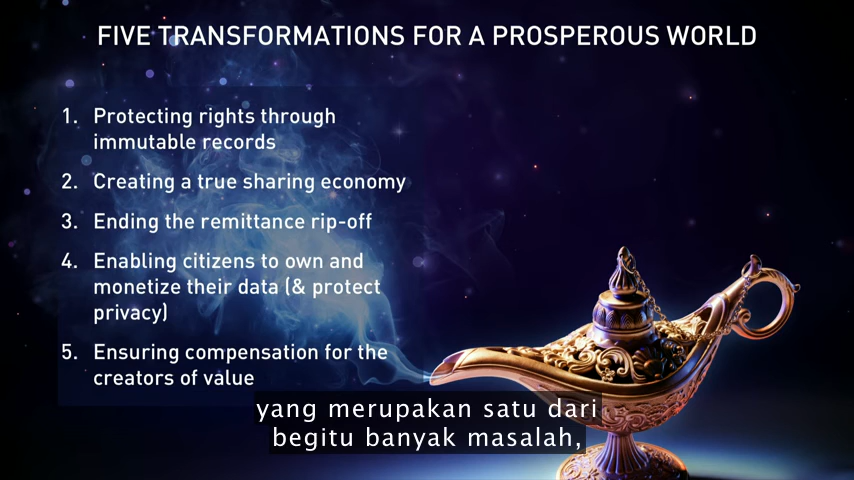 FIVE TRANSFORMATIONS FOR A PROSPEROUS WORLD
1. Protecting rights through
immutable records
2. Creating a true sharing economy
3. Ending the remittance rip-off
4. Enabling citizens to own and
monetize their data (& protect
privacy)
5. Ensuring compensation for the
creators of value
yang merupakan satu dari
begitu banyak masalah,